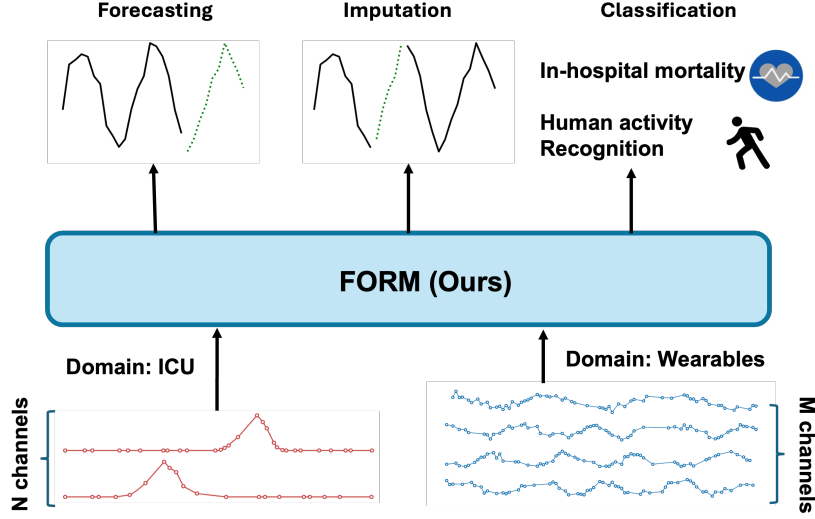 Forecasting
Imputation
Classification
In-hospital mortality
Human activity
Recognition
FORM (Ours)
Domain: ICU
Domain: Wearables
N channels
M channels